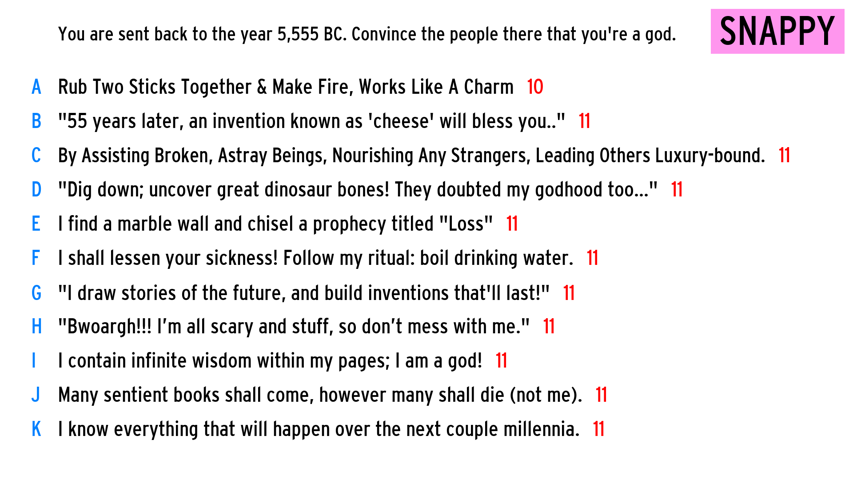 You are sent back to the year 5,555 BC. Convince the people there that you're a god. SNAPPY
A Rub Two Sticks Together & Make Fire, Works Like A Charm 10
B "55 years later, an invention known as 'cheese' will bless you.." 11
C By Assisting Broken, Astray Beings, Nourishing Any Strangers, Leading Others Luxury-bound. 11
D "Dig down; uncover great dinosaur bones! They doubted my godhood too..." 11
E I find a marble wall and chisel a prophecy titled "Loss" 11
F I shall lessen your sickness! Follow my ritual: boil drinking water. 11
G "I draw stories of the future, and build inventions that'll last!" 11
H "Bwoargh!!! I’m all scary and stuff, so don’t mess with me." 11
I I contain infinite wisdom within my pages; I am a god! 11
J Many sentient books shall come, however many shall die (not me). 11
K I know everything that will happen over the next couple millennia. 11